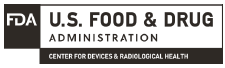 FDA
U.S. FOOD & DRUG
ADMINISTRATION
CENTER FOR DEVICES & RADIOLOGICAL HEALTH